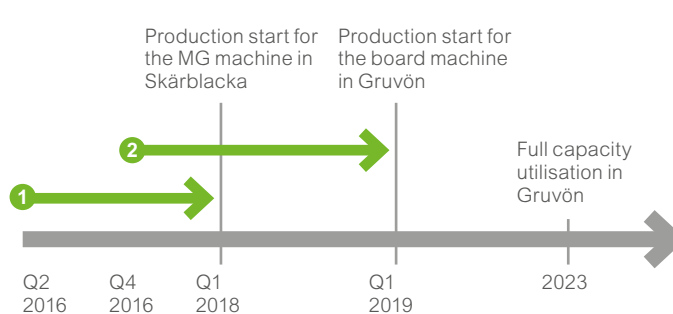 Production start for
the MG machine in
Skärblacka
Production start for
the board machine
in Gruvön
2
Full capacity
utilisation in
Gruvön
1
Q2
2016
Q4
2016
Q1
2018
Q1
2019
2023